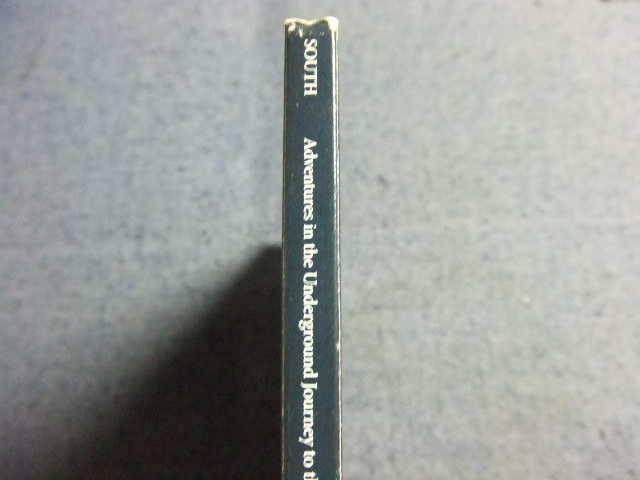 SOUTH
Adventures in the Underground Journey to